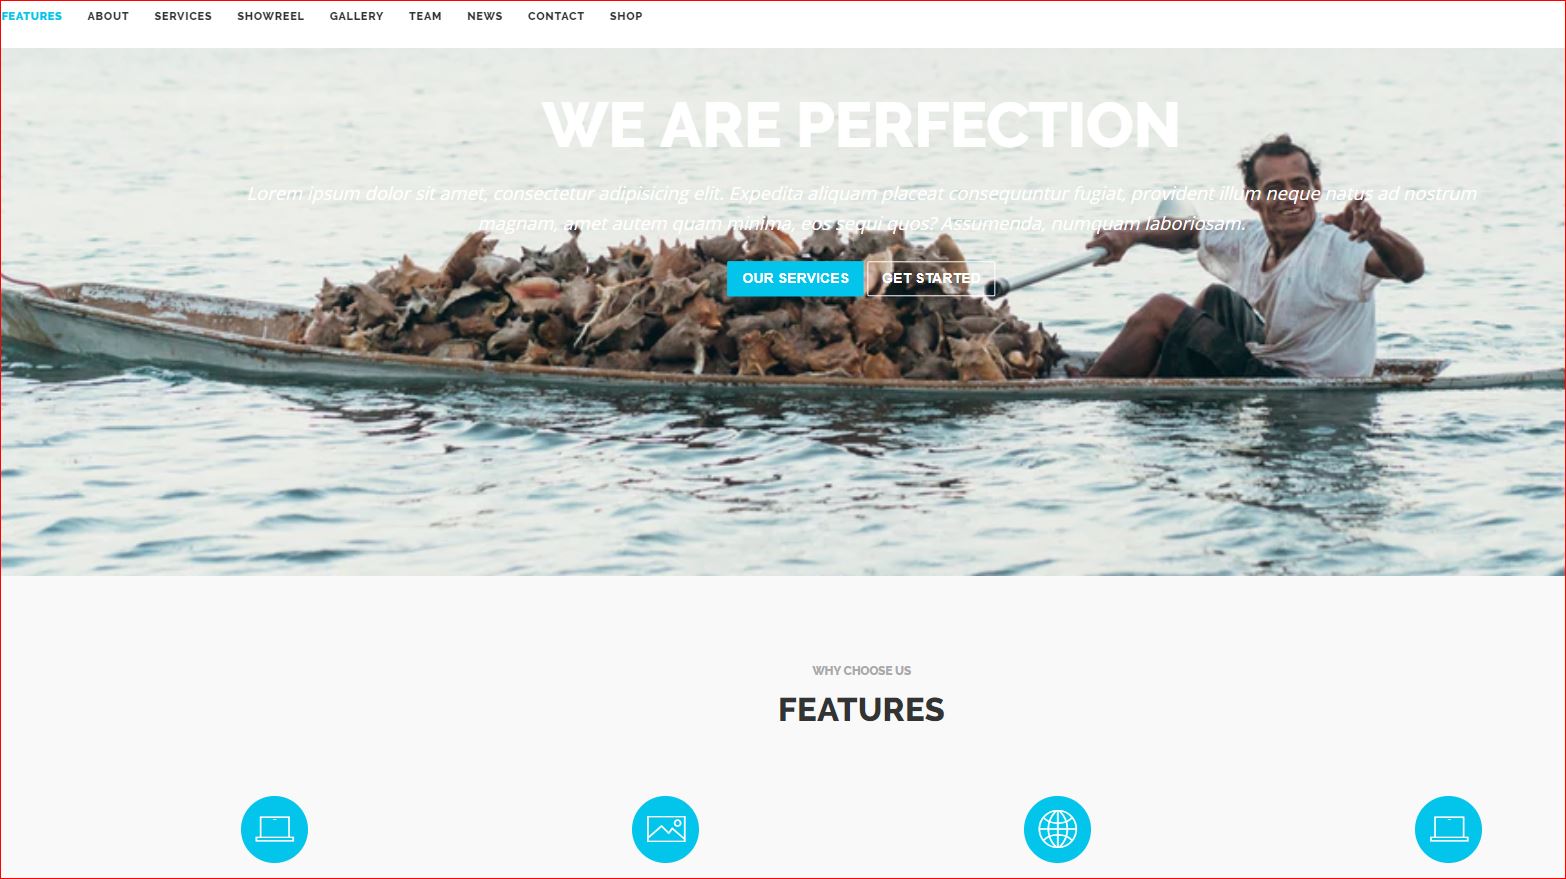 FEATURES ABOUT SERVICES SHOWREEL GALLERY TEAM NEWS CONTACT SHOP
WE ARE PERFECTION
Lorem ipsum dolor sit amet, consectetur adipisicing elit. Expedita aliquam placeat consequuntur fugiat, provident illum neque natus ad nostrum
magnam, amet autem quam minima, eos sequi quos? Assumenda, numquam laboriosam.
OUR SERVICES GET STARTED
WHY CHOOSE US
FEATURES